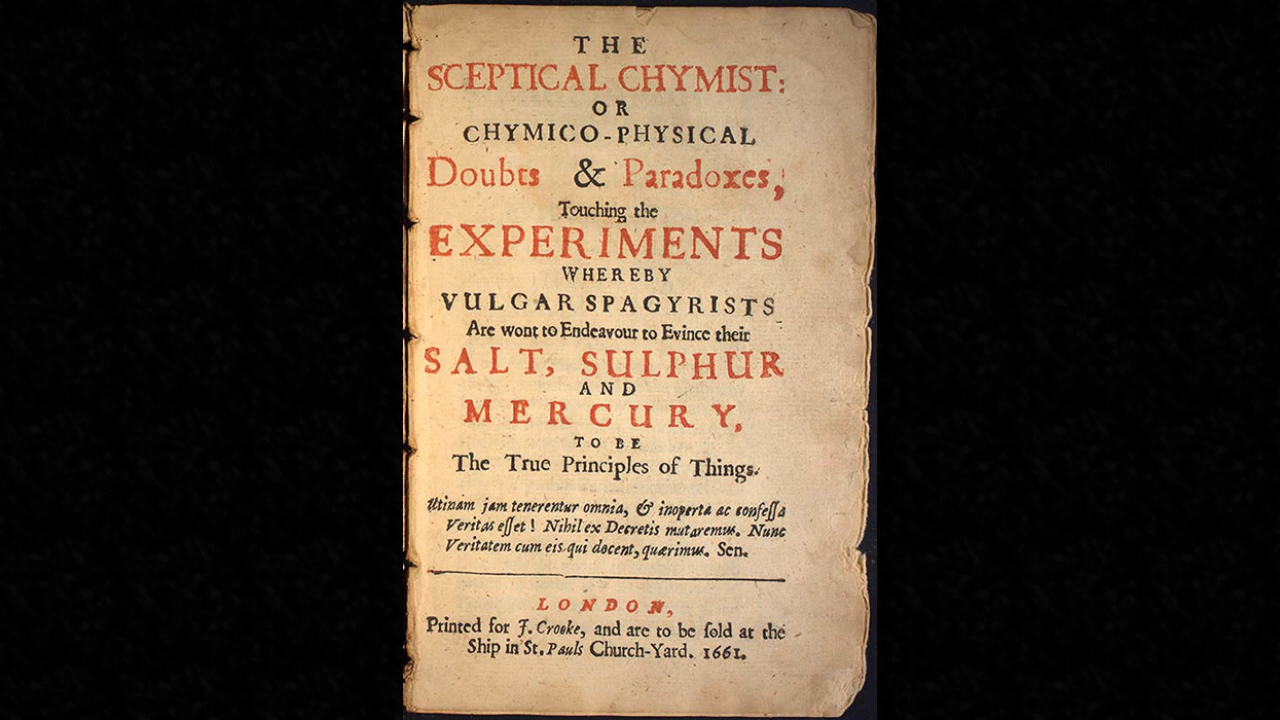 THE
SCEPTICAL CHYMIST:
OR
CHYMICO-PHYSICAL
Doubts & Paradoxes,
Touching the
EXPERIMENTS
WHEREBY
VULGAR SPAGYRISTS
Are wont to Endeavour to Evince their
SALT, SULPHUR
AND
MERCURY,
TO BE
The True Principles of Things.
Utinam jam tenerentur omnia, & inoperta ac confeſſa
Veritas eſſet! Nihil ex Decretis mutaremus. Nunc
Veritatem cum eis qui docent, quærimus. Sen.
LONDON,
Printed for J. Crooke, and are to be ſold at the
Ship in St. Pauls Church-Yard. 1661.